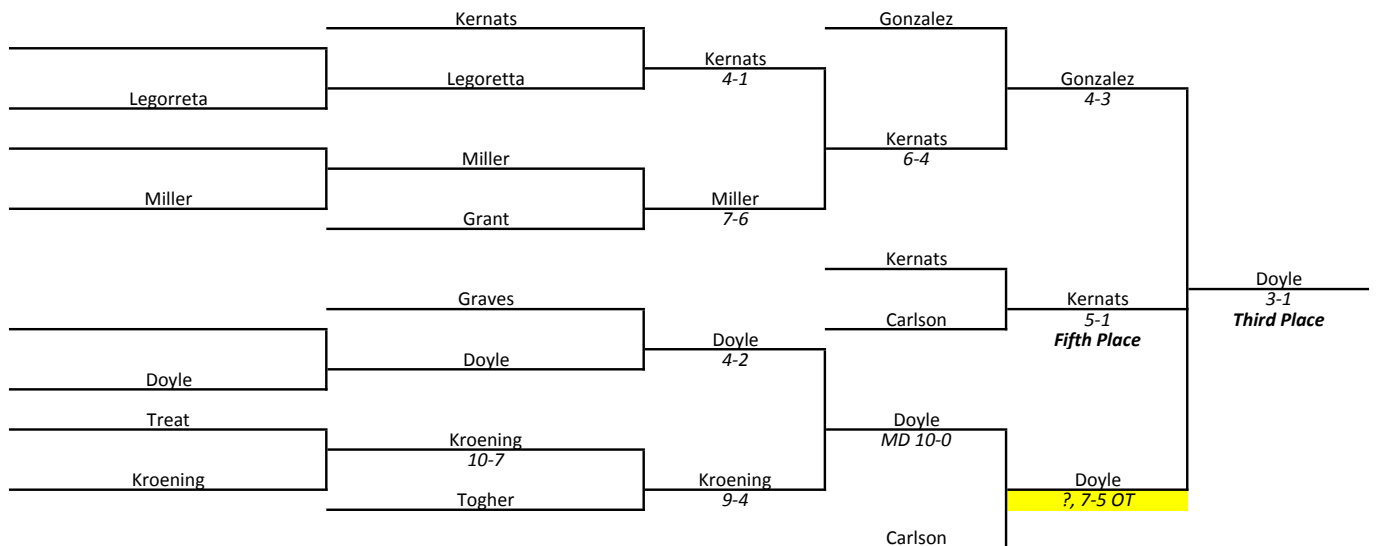 Kernats
Gonzalez
Kernats
4-1
Legoretta
Gonzalez
4-3
Legorreta
Kernats
6-4
Miller
Miller
Miller
7-6
Grant
Kernats
Doyle
3-1
Third Place
Graves
Kernats
5-1
Fifth Place
Carlson
Doyle
4-2
Doyle
Doyle
Treat
Doyle
MD 10-0
Kroening
10-7
Kroening
Kroening
9-4
Doyle
?, 7-5 OT
Togher
Carlson